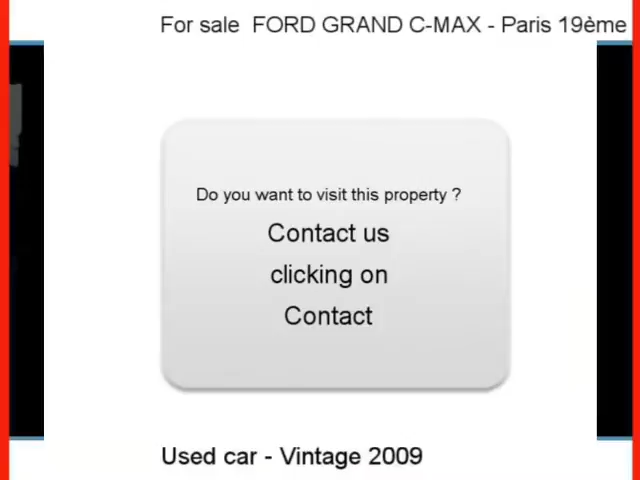 For sale  FORD GRAND C-MAX - Paris 19ème
Do you want to visit this property ?
Contact us
clicking on
Contact
Used car - Vintage 2009